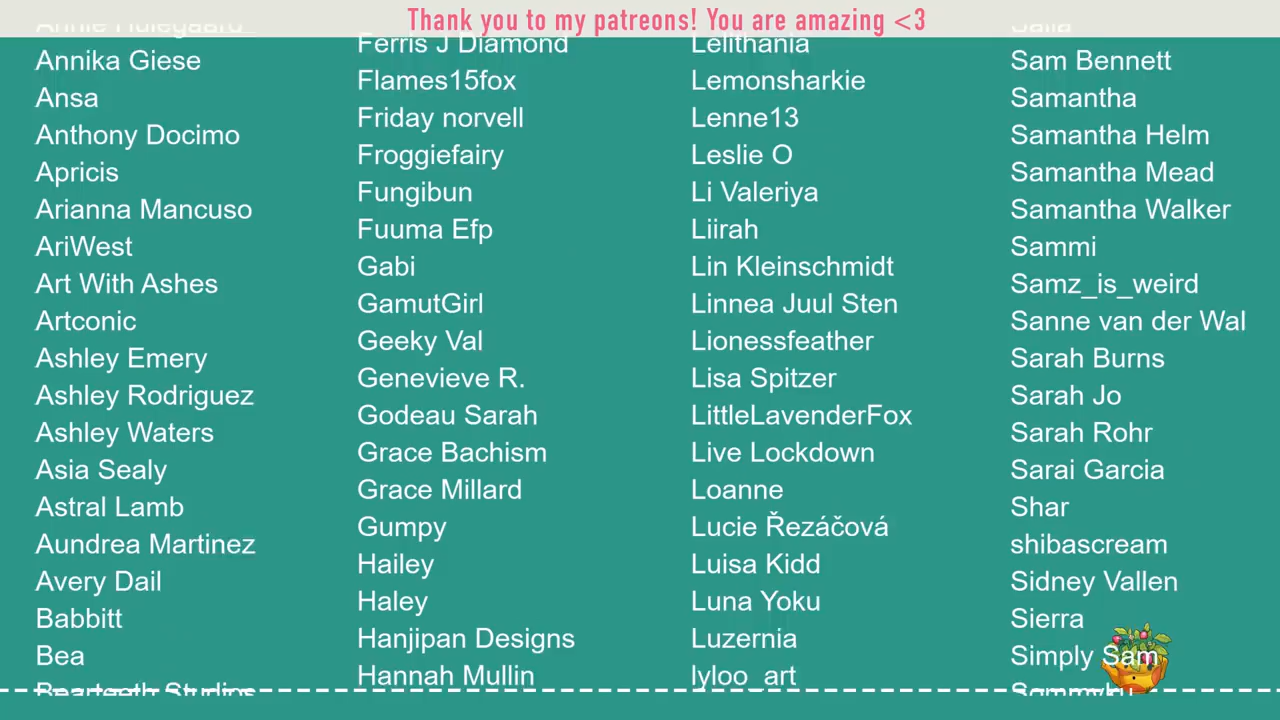 Thank you to my patreons! You are amazing <3
Annika Giese
Ansa
Anthony Docimo
Apricis
Arianna Mancuso
AriWest
Art With Ashes
Artconic
Ashley Emery
Ashley Rodriguez
Ashley Waters
Asia Sealy
Astral Lamb
Aundrea Martinez
Avery Dail
Babbitt
Bea
Bearteeth Studios
Ferris J Diamond
Flames15fox
Friday norvell
Froggiefairy
Fungibun
Fuuma Efp
Gabi
GamutGirl
Geeky Val
Genevieve R.
Godeau Sarah
Grace Bachism
Grace Millard
Gumpy
Hailey
Haley
Hanjipan Designs
Hannah Mullin
Lelithania
Lemonsharkie
Lenne13
Leslie O
Li Valeriya
Liirah
Lin Kleinschmidt
Linnea Juul Sten
Lionessfeather
Lisa Spitzer
LittleLavenderFox
Live Lockdown
Loanne
Lucie Řezáčová
Luisa Kidd
Luna Yoku
Luzernia
lyloo_art
Sam Bennett
Samantha
Samantha Helm
Samantha Mead
Samantha Walker
Sammi
Samz_is_weird
Sanne van der Wal
Sarah Burns
Sarah Jo
Sarah Rohr
Sarai Garcia
Shar
shibascream
Sidney Vallen
Sierra
Simply Sam